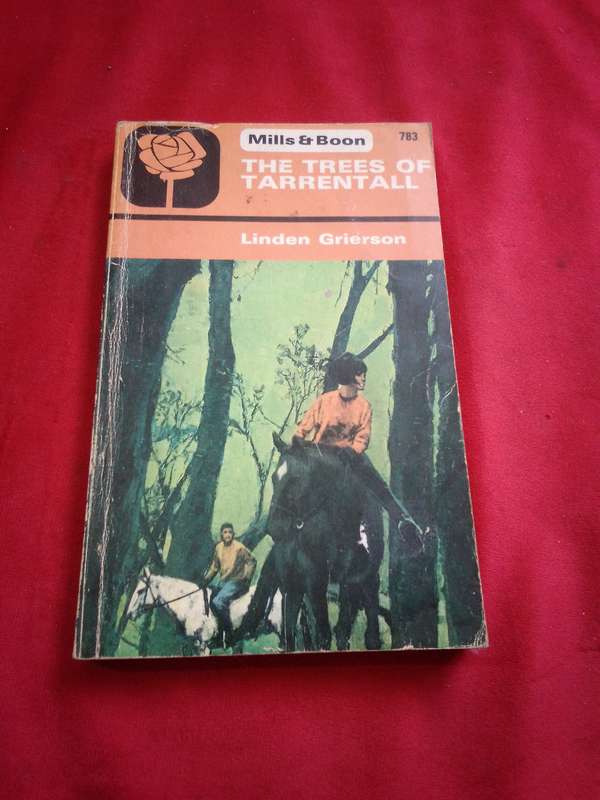 Mills & Boon
783
THE TREES OF
TARRENTALL
Linden Grierson